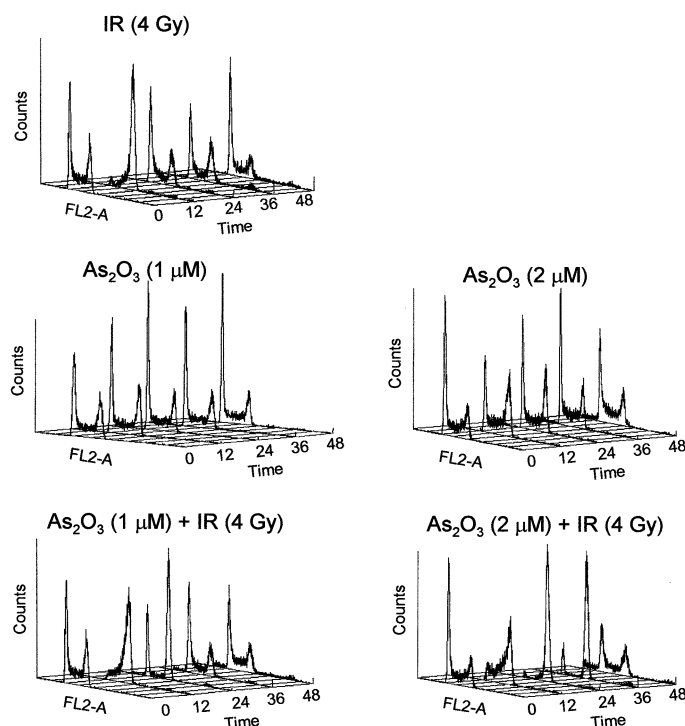 IR (4 Gy)
Counts
FL2-A
0 12 24 36 48
Time
As₂O₃ (1 μM)
Counts
FL2-A
0 12 24 36 48
Time
As₂O₃ (2 μM)
Counts
FL2-A
0 12 24 36 48
Time
As₂O₃ (1 μM) + IR (4 Gy)
Counts
FL2-A
0 12 24 36 48
Time
As₂O₃ (2 μM) + IR (4 Gy)
Counts
FL2-A
0 12 24 36 48
Time